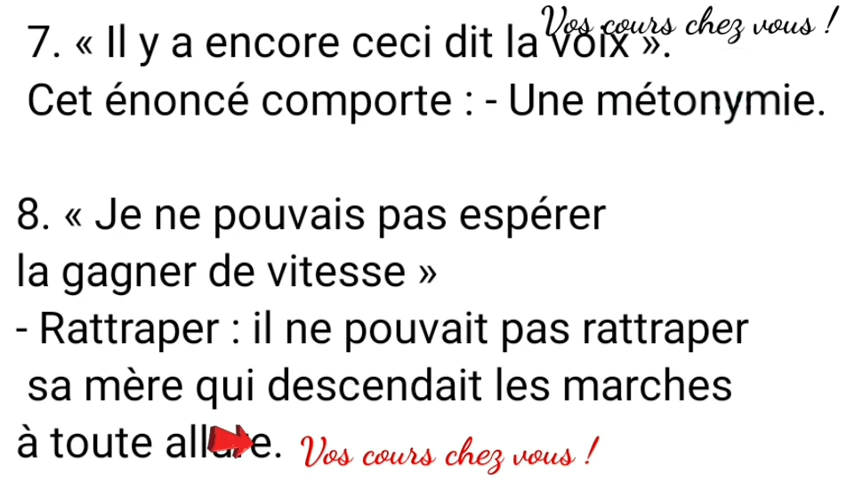 Vos cours chez vous !
7. « Il y a encore ceci dit la voix ».
Cet énoncé comporte : - Une métonymie.
8. « Je ne pouvais pas espérer
la gagner de vitesse »
- Rattraper : il ne pouvait pas rattraper
sa mère qui descendait les marches
à toute allure.
Vos cours chez vous !